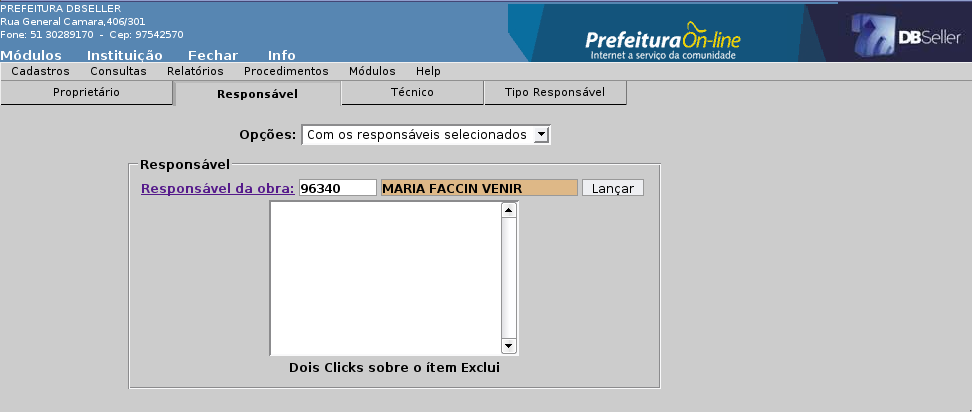 PREFEITURA DBSELLER
Rua General Camara,406/301
Fone: 51 30289170 - Cep: 97542570
Prefeitura On-line
Internet a serviço da comunidade
DBSeller
Módulos Instituição Fechar Info
Cadastros Consultas Relatórios Procedimentos Módulos Help
Proprietário Responsável Técnico Tipo Responsável
Opções: Com os responsáveis selecionados
Responsável
Responsável da obra: 96340 MARIA FACCIN VENIR Lançar
Dois Clicks sobre o ítem Exclui